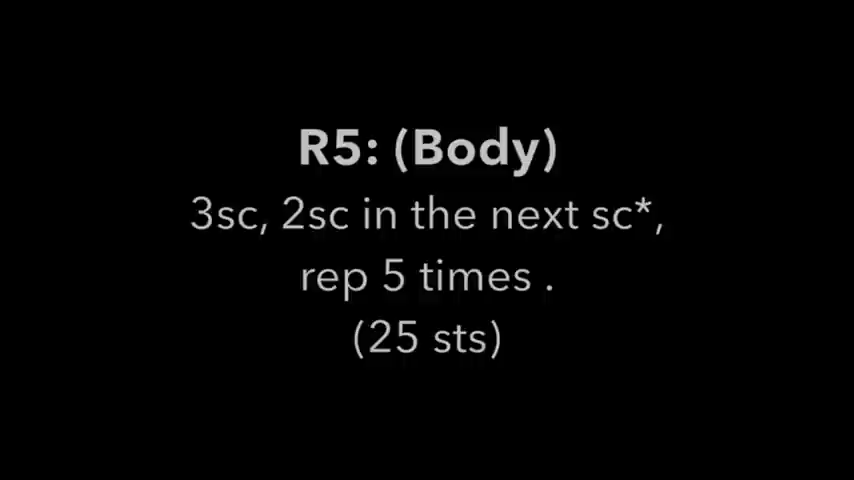 R5: (Body)
3sc, 2sc in the next sc*,
rep 5 times .
(25 sts)